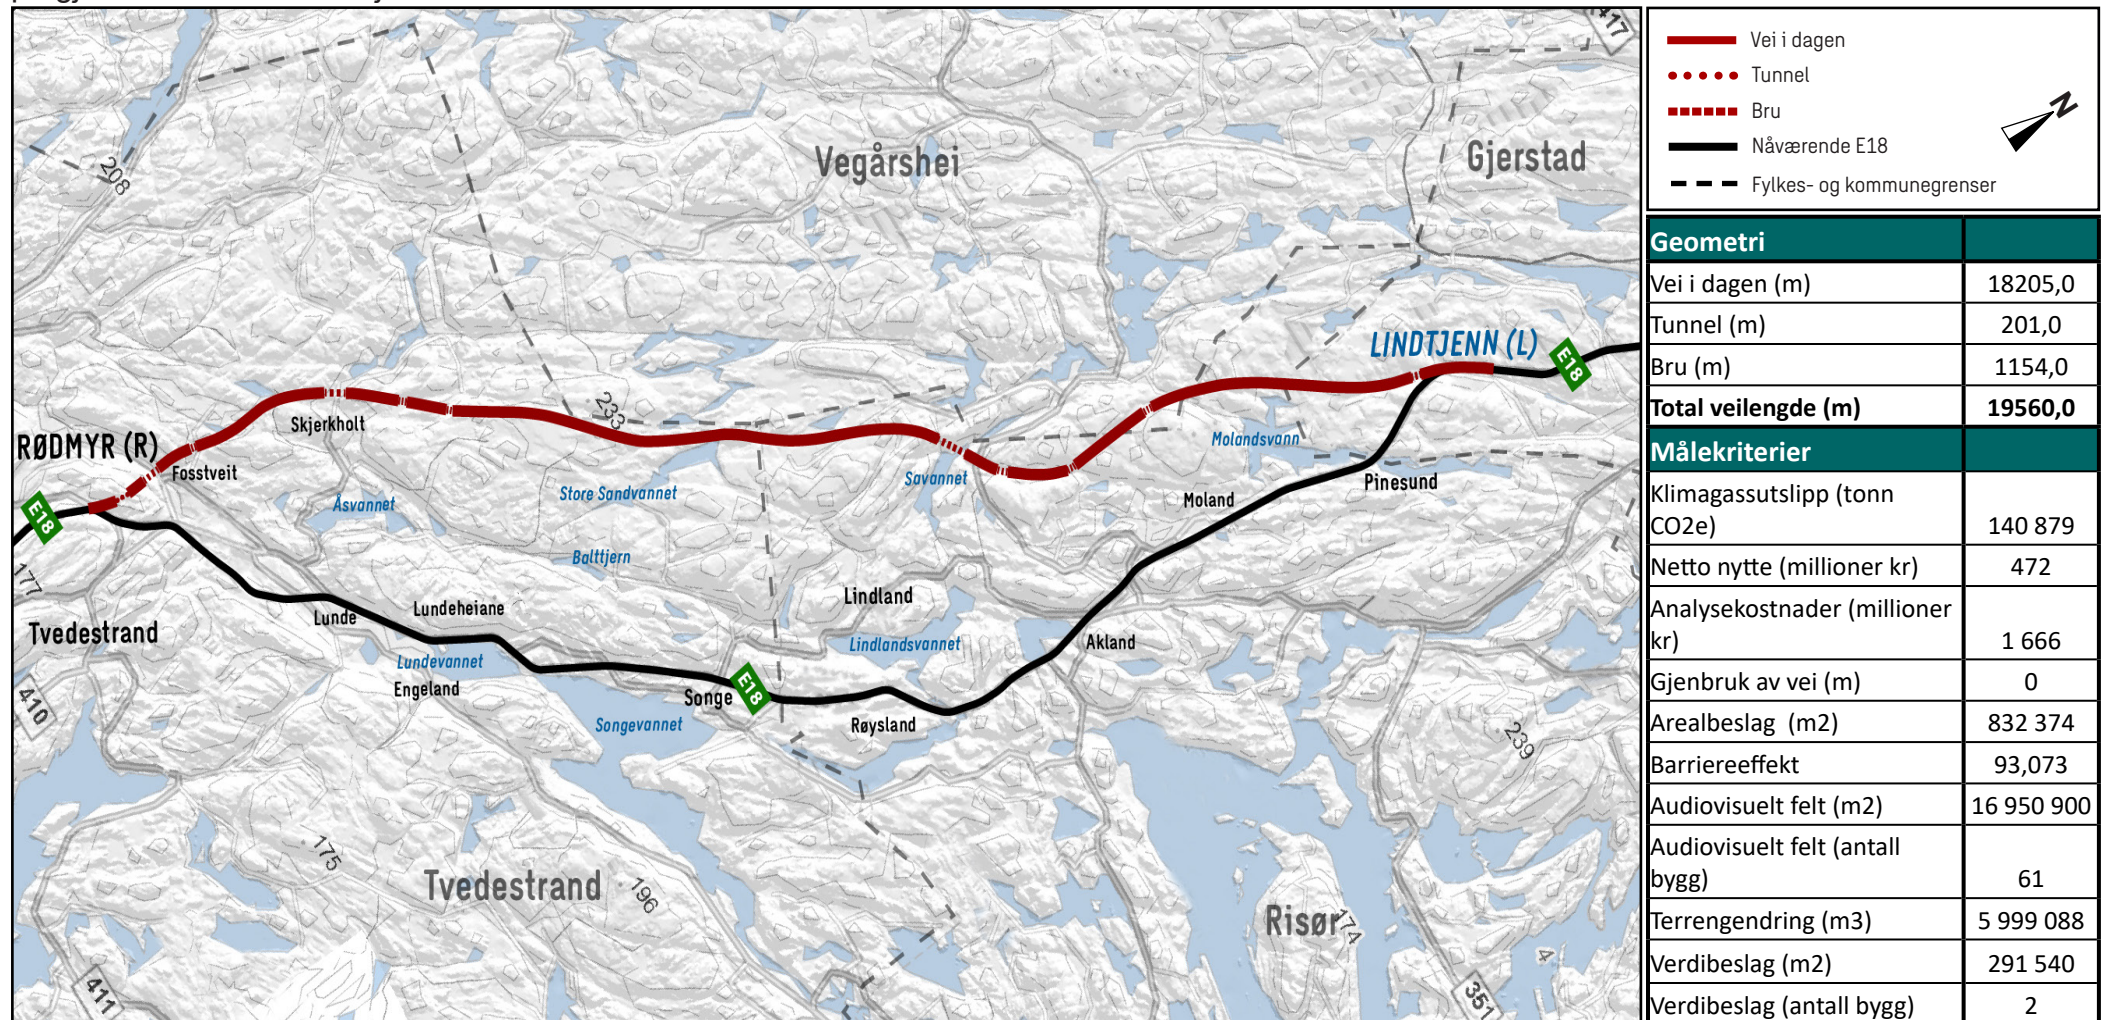 417
Vegårshei
Gjerstad
208
LINDTJENN (L)
E18
233
Skjerkholt
RØDMYR (R)
Fosstveit
Molandsvann
Savannet
Store Sandvannet
Pinesund
Åsvannet
Moland
E18
Balttjern
177
Lindland
Lundeheiane
Lunde
Tvedestrand
Lindlandsvannet
Akland
Lundevannet
Engeland
E18
Songe
410
Songevannet
Røysland
239
175
Tvedestrand
196
Risør
174
4
411
351
Vei i dagen
Tunnel
Bru
Nåværende E18
Fylkes- og kommunegrenser
N
Geometri
Vei i dagen (m) 18205,0
Tunnel (m) 201,0
Bru (m) 1154,0
Total veilengde (m) 19560,0
Målekriterier
Klimagassutslipp (tonn
CO2e) 140 879
Netto nytte (millioner kr) 472
Analysekostnader (millioner
kr) 1 666
Gjenbruk av vei (m) 0
Arealbeslag (m2) 832 374
Barriereeffekt 93,073
Audiovisuelt felt (m2) 16 950 900
Audiovisuelt felt (antall
bygg) 61
Terrengendring (m3) 5 999 088
Verdibeslag (m2) 291 540
Verdibeslag (antall bygg) 2